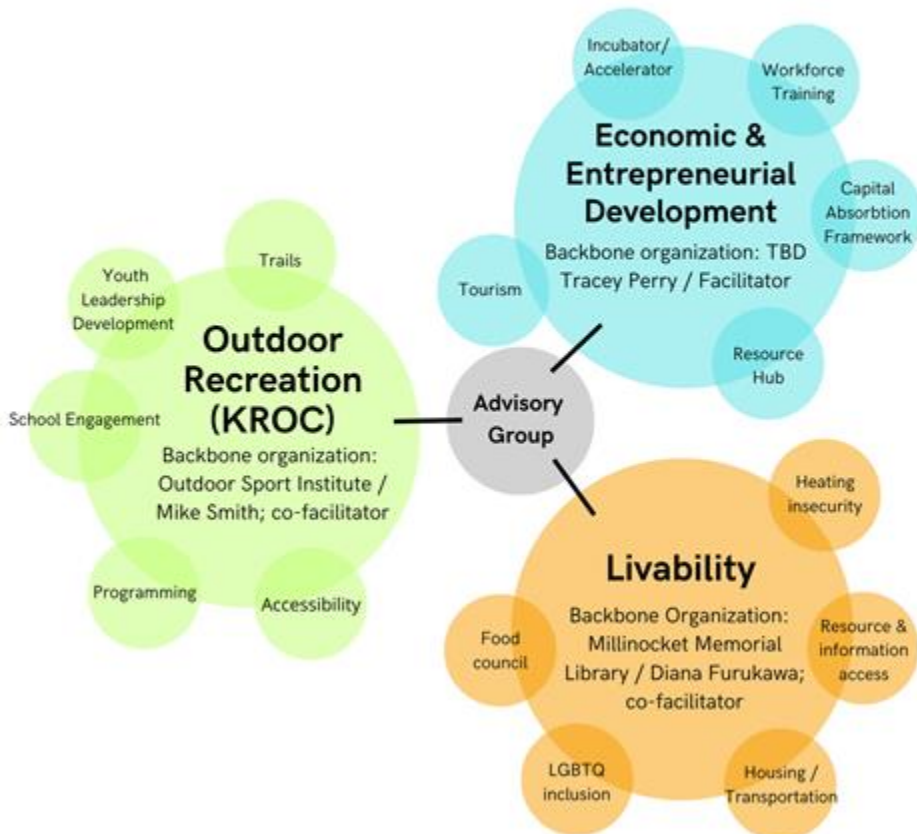 Incubator/
Accelerator
Workforce
Training
Economic &
Entrepreneurial
Development
Backbone organization: TBD
Tracey Perry / Facilitator
Capital
Absorbtion
Framework
Tourism
Resource
Hub
Trails
Youth
Leadership
Development
Outdoor
Recreation
(KROC)
Backbone organization:
Outdoor Sport Institute /
Mike Smith; co-facilitator
School Engagement
Programming
Accessibility
Advisory
Group
Heating
insecurity
Livability
Backbone Organization:
Millinocket Memorial
Library / Diana Furukawa;
co-facilitator
Food
council
Resource &
information
access
LGBTQ
inclusion
Housing /
Transportation